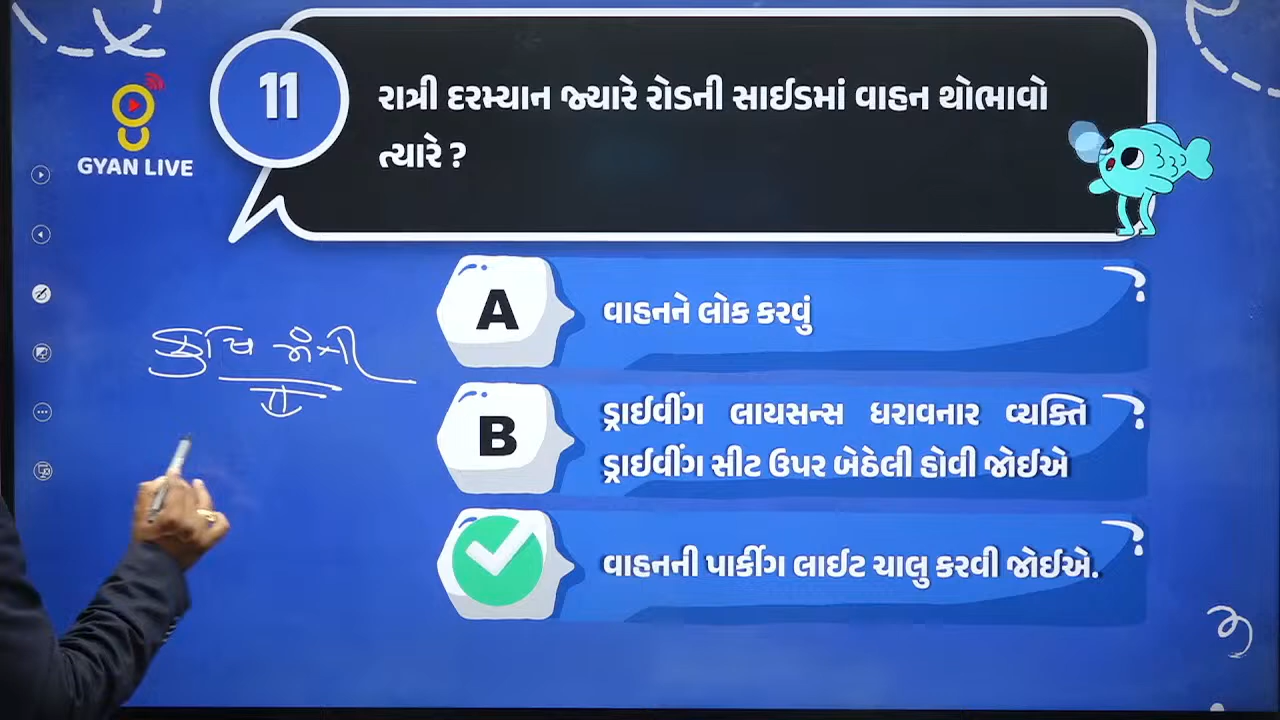 11
રાત્રી દરમ્યાન જ્યારે રોડની સાઈડમાં વાહન થોભાવો
ત્યારે ?
GYAN LIVE
A
વાહનને લોક કરવું
કૃષિ મંત્રી
B
ડ્રાઈવીંગ લાયસન્સ ધરાવનાર વ્યક્તિ
ડ્રાઈવીંગ સીટ ઉપર બેઠેલી હોવી જોઈએ
વાહનની પાર્કીગ લાઈટ ચાલુ કરવી જોઈએ.